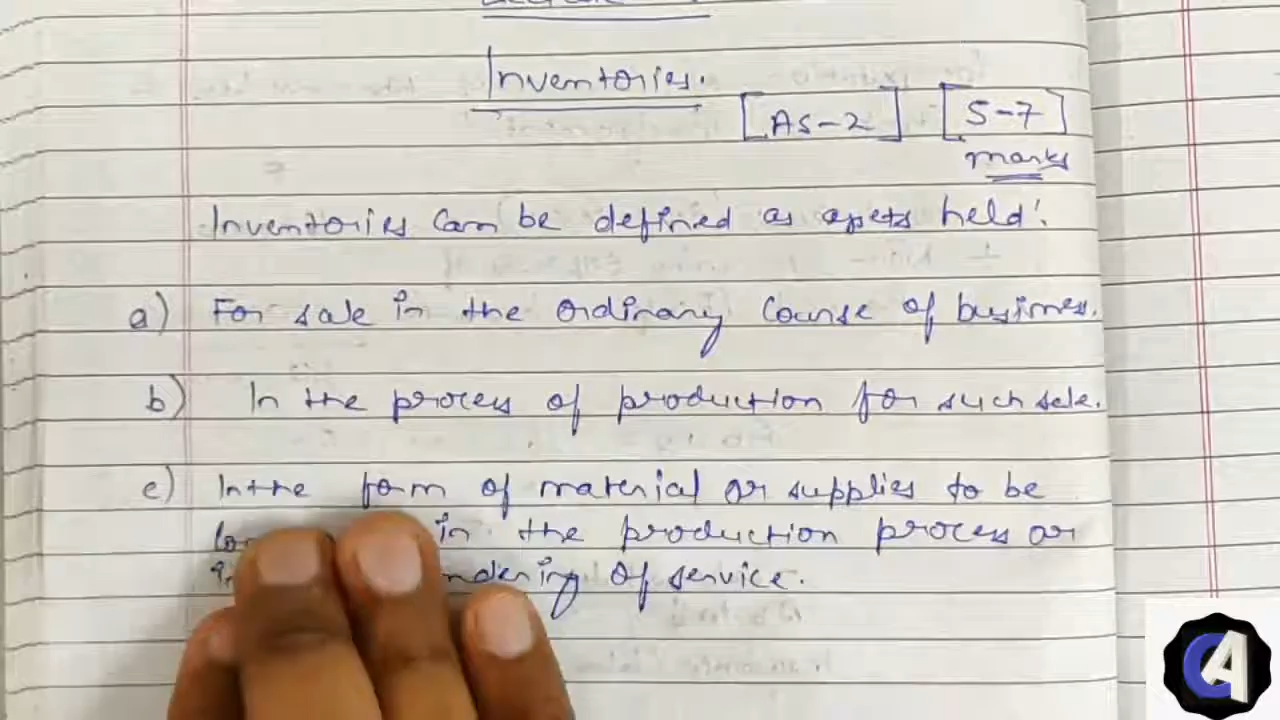 Inventories.
[AS-2] [5-7]
marks
Inventories can be defined as assets held:
a) For sale in the ordinary course of business.
b) In the process of production for such sale.
c) In the form of material or supplies to be
in the production process or
of service.
CA